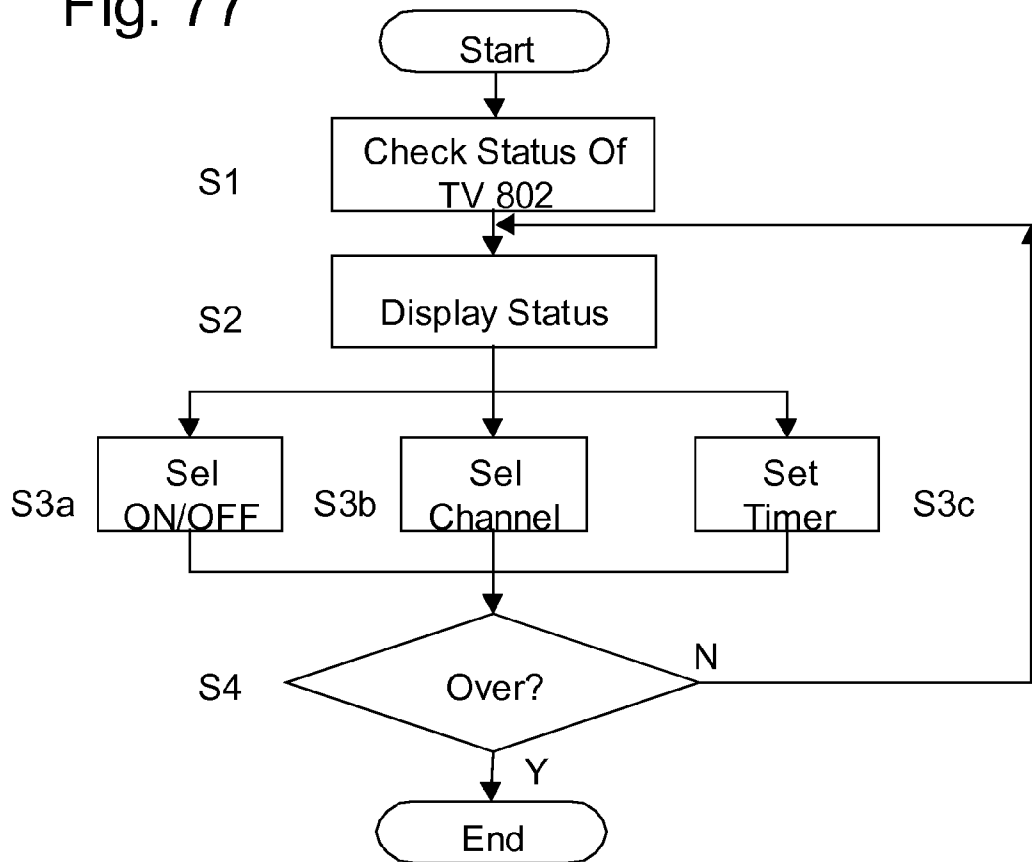 Fig. 77
Start
S1
Check Status Of
TV 802
S2
Display Status
S3a
Sel
ON/OFF
S3b
Sel
Channel
Set
Timer
S3c
S4
Over?
N
Y
End